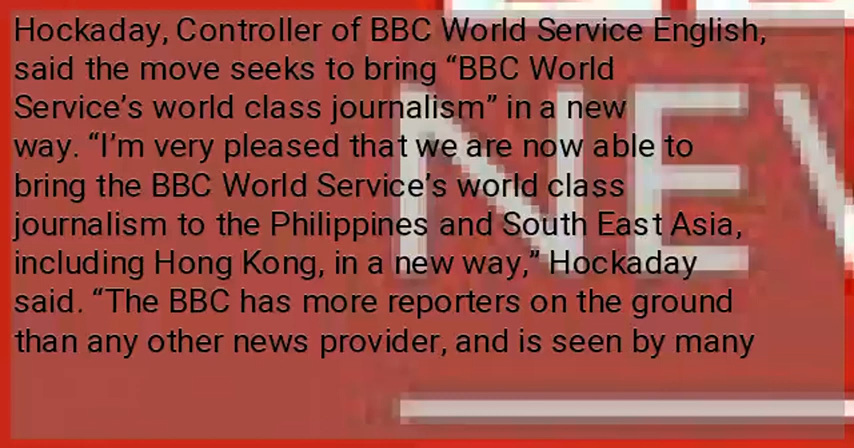 Hockaday, Controller of BBC World Service English,
said the move seeks to bring “BBC World
Service’s world class journalism” in a new
way. “I’m very pleased that we are now able to
bring the BBC World Service’s world class
journalism to the Philippines and South East Asia,
including Hong Kong, in a new way,” Hockaday
said. “The BBC has more reporters on the ground
than any other news provider, and is seen by many